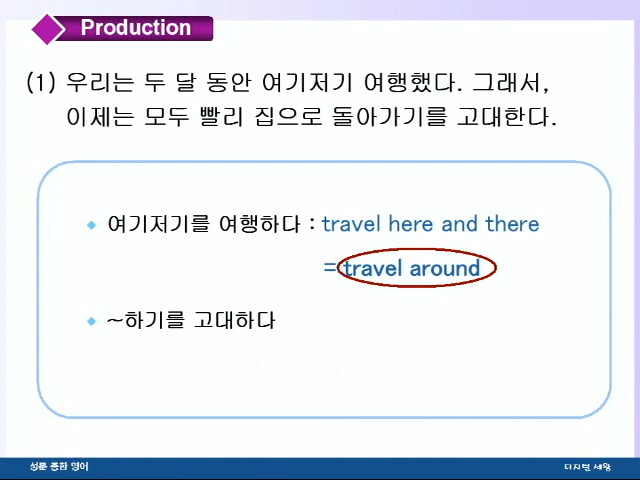 Production
(1) 우리는 두 달 동안 여기저기 여행했다. 그래서,
이제는 모두 빨리 집으로 돌아가기를 고대한다.
여기저기를 여행하다 : travel here and there
= travel around
~하기를 고대하다
종합 영어
디지털 세왕